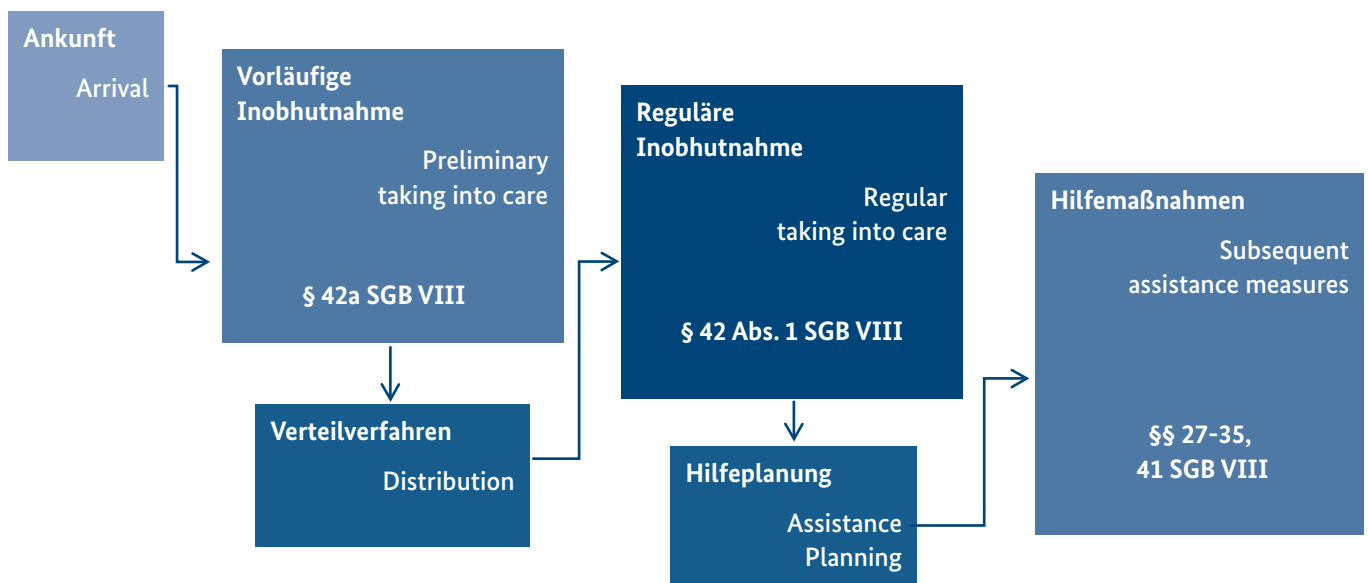 Ankunft
Arrival
Vorläufige
Inobhutnahme
Preliminary
taking into care
§ 42a SGB VIII
Verteilverfahren
Distribution
Reguläre
Inobhutnahme
Regular
taking into care
§ 42 Abs. 1 SGB VIII
Hilfeplanung
Assistance
Planning
Hilfemaßnahmen
Subsequent
assistance measures
§§ 27-35,
41 SGB VIII